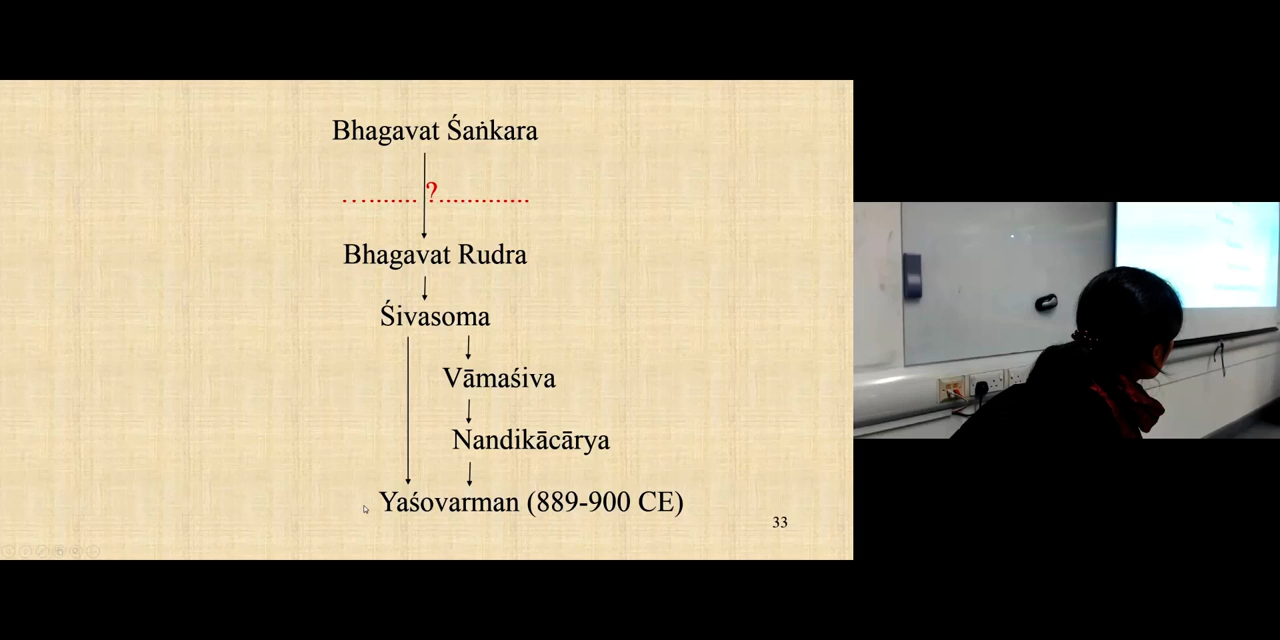 Bhagavat Śaṅkara
...........?..............
Bhagavat Rudra
Śivasoma
Vāmaśiva
Nandikācārya
Yaśovarman (889-900 CE)
33